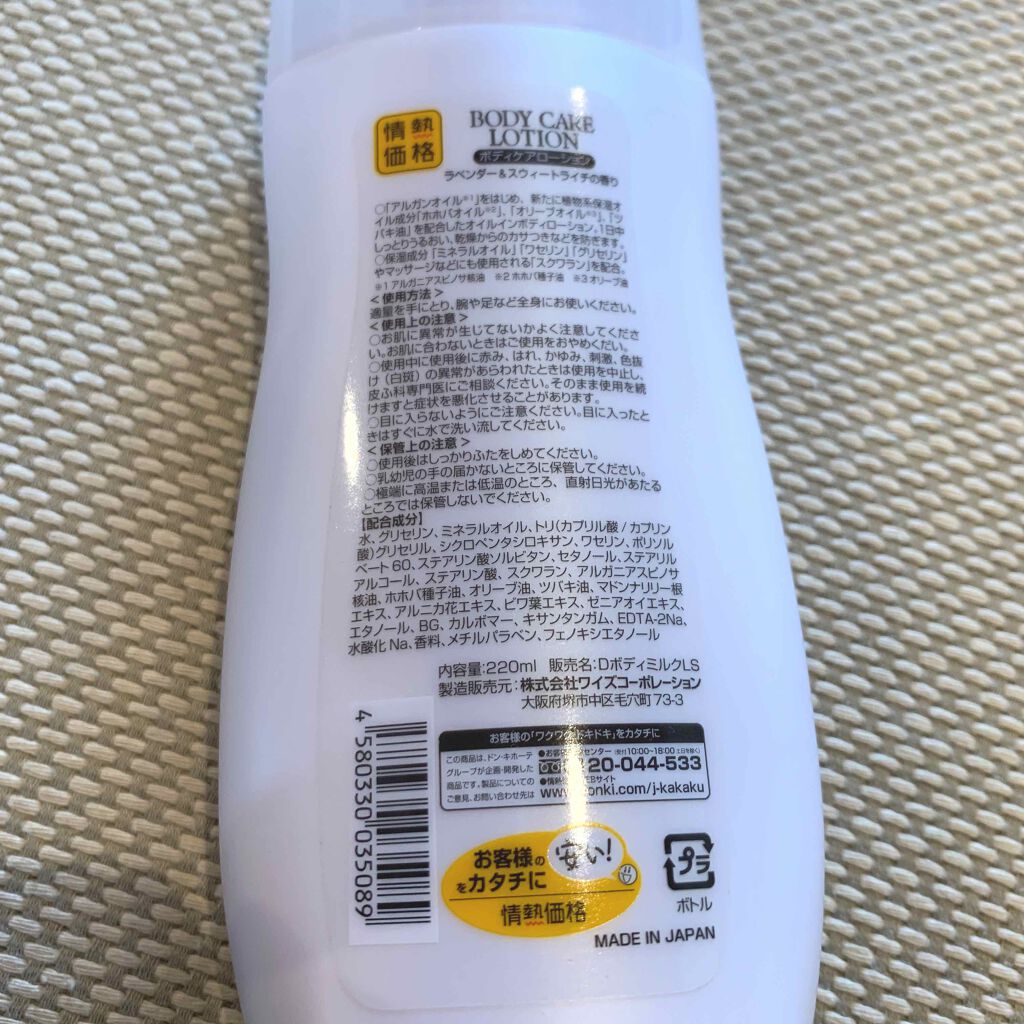 情熱
価格
BODY CARE
LOTION
ボディケアローション
ラベンダー&スウィートライチの香り
○「アルガンオイル※1」をはじめ、新たに植物系保湿オ
イル成分「ホホバオイル※2」、「オリーブオイル※3」、「ツ
バキ油」を配合したオイルインボディローション。1日中
しっとりうるおい、乾燥からのカサつきなどを防ぎます。
○保湿成分「ミネラルオイル」「ワセリン」「グリセリン」
やマッサージなどにも使用される「スクワラン」を配合。
※1 アルガニアスピノサ核油 ※2 ホホバ種子油 ※3 オリーブ油
<使用方法>
適量を手にとり、腕や足など全身にお使いください。
<使用上の注意>
○お肌に異常が生じてないかよく注意してくださ
い。お肌に合わないときはご使用をおやめくだい。
○使用中に使用後に赤み、はれ、かゆみ、刺激、色抜
け(白斑)の異常があらわれたときは使用を中止し、
皮ふ科専門医にご相談ください。そのまま使用を続
けますと症状を悪化させることがあります。
○目に入らないようにご注意ください。目に入ったと
きはすぐに水で洗い流してください。
<保管上の注意>
○使用後はしっかりふたをしめてください。
○乳幼児の手の届かないところに保管してください。
○極端に高温または低温のところ、直射日光があたる
ところでは保管しないでください。
【配合成分】
水、グリセリン、ミネラルオイル、トリ(カプリル酸/カプリン
酸)グリセリル、シクロペンタシロキサン、ワセリン、ポリソル
ベート60、ステアリン酸ソルビタン、セタノール、ステアリル
アルコール、ステアリン酸、スクワラン、アルガニアスピノサ
核油、ホホバ種子油、オリーブ油、ツバキ油、マドンナリリー根
エキス、アルニカ花エキス、ビワ葉エキス、ゼニアオイエキス、
エタノール、BG、カルボマー、キサンタンガム、EDTA-2Na、
水酸化Na、香料、メチルパラベン、フェノキシエタノール
内容量:220ml 販売名:DボディミルクLS
製造販売元:株式会社ワイズコーポレーション
大阪府堺市中区毛穴町73-3
お客様の「ワクワク・ドキドキ」をカタチに
この商品は、ドン・キホーテ
グループが企画・開発した
商品です。製品についての
ご意見、お問い合わせ先は
●お客様 センター (受付10:00~18:00 土日を除く)
20-044-533
●情熱 EBサイト
www. onki.com/j-kakaku
4 580330 035089
お客様の 安い!
をカタチに
情熱価格
プラ
ボトル
MADE IN JAPAN